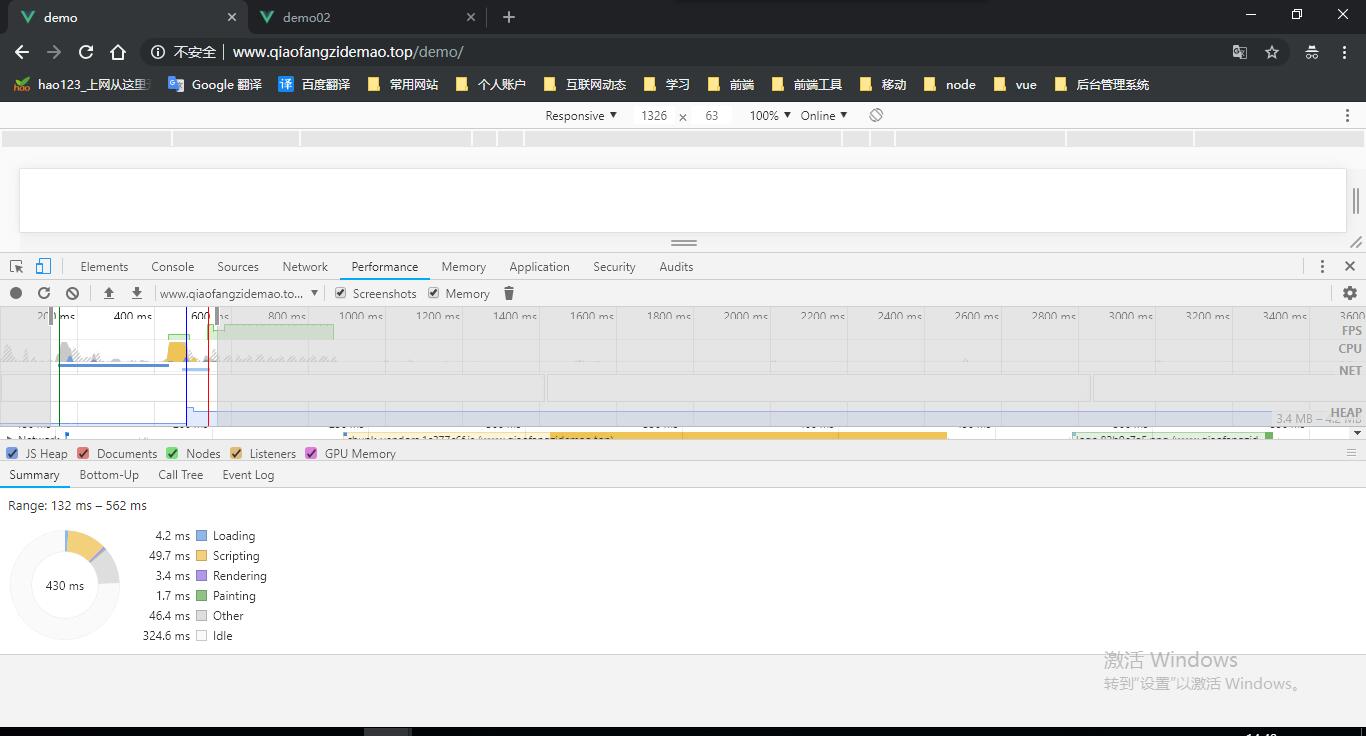 demo
demo02
不安全 www.qiaofangzidemao.top/demo/
hao123_上网从这里
Google 翻译
译 百度翻译
常用网站
个人账户
互联网动态
学习
前端
前端工具
移动
node
vue
后台管理系统
Responsive ▼ 1326 × 63 100% ▼ Online ▼
Elements Console Sources Network Performance Memory Application Security Audits
www.qiaofangzidemao.to... ▼ Screenshots Memory
400 ms 600 800 ms 1000 ms 1200 ms 1400 ms 1600 ms 1800 ms 2000 ms 2200 ms 2400 ms 2600 ms 2800 ms 3000 ms 3200 ms 3400 ms 3600
FPS
CPU
NET
HEAP
3.4 MB – 4.2 MB
JS Heap Documents Nodes Listeners GPU Memory
Summary Bottom-Up Call Tree Event Log
Range: 132 ms – 562 ms
430 ms
4.2 ms Loading
49.7 ms Scripting
3.4 ms Rendering
1.7 ms Painting
46.4 ms Other
324.6 ms Idle
激活 Windows
转到"设置"以激活 Windows。